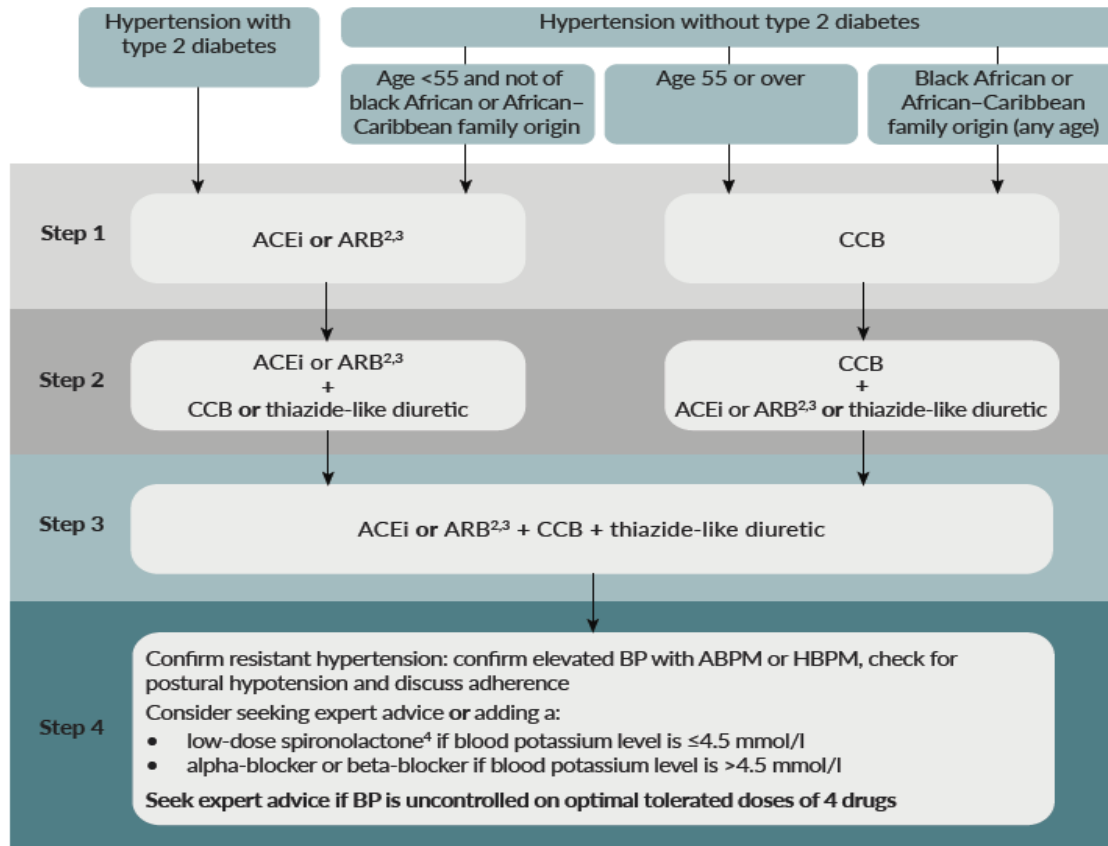 Hypertension with
type 2 diabetes
Hypertension without type 2 diabetes
Age <55 and not of
black African or African–
Caribbean family origin
Age 55 or over
Black African or
African–Caribbean
family origin (any age)
Step 1
ACEi or ARB²,³
CCB
Step 2
ACEi or ARB²,³
+
CCB or thiazide-like diuretic
CCB
+
ACEi or ARB²,³ or thiazide-like diuretic
Step 3
ACEi or ARB²,³ + CCB + thiazide-like diuretic
Step 4
Confirm resistant hypertension: confirm elevated BP with ABPM or HBPM, check for
postural hypotension and discuss adherence
Consider seeking expert advice or adding a:
• low-dose spironolactone⁴ if blood potassium level is ≤4.5 mmol/l
• alpha-blocker or beta-blocker if blood potassium level is >4.5 mmol/l
Seek expert advice if BP is uncontrolled on optimal tolerated doses of 4 drugs